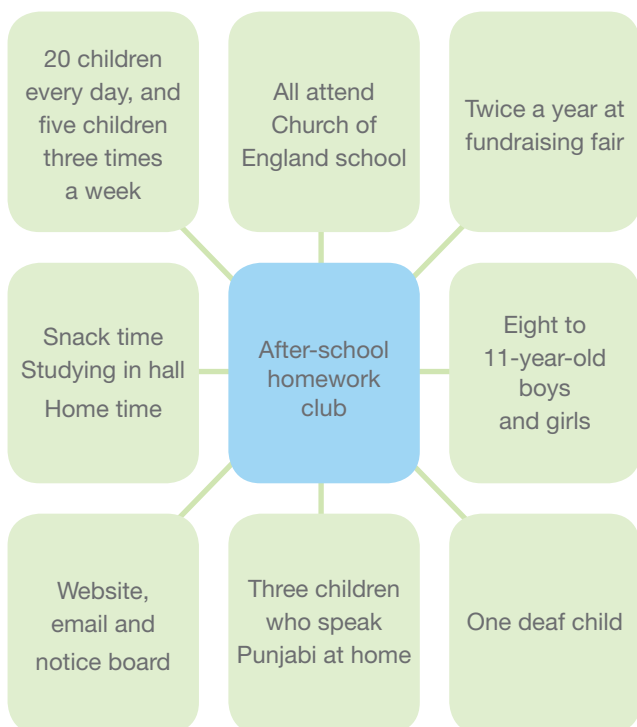 20 children
every day, and
five children
three times
a week
All attend
Church of
England school
Twice a year at
fundraising fair
Snack time
Studying in hall
Home time
After-school
homework
club
Eight to
11-year-old
boys
and girls
Website,
email and
notice board
Three children
who speak
Punjabi at home
One deaf child